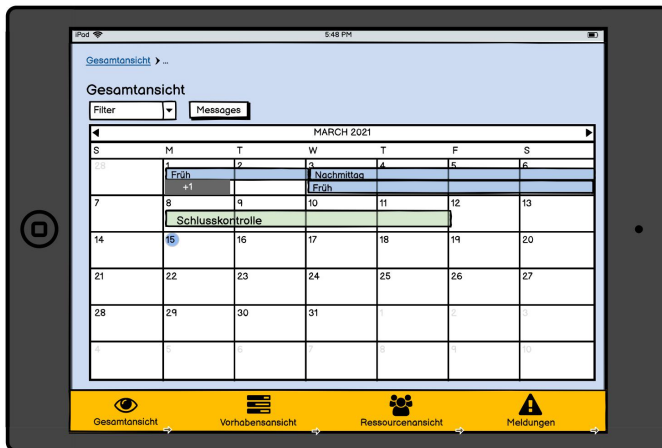 iPad 5:48 PM
Gesamtansicht > ...
Gesamtansicht
Filter Messages
MARCH 2021
S M T W T F S
28 1 2 3 4 5 6
Früh Nachmittag
+1 Früh
7 8 9 10 11 12 13
Schlusskontrolle
14 15 16 17 18 19 20
21 22 23 24 25 26 27
28 29 30 31 1 2 3
4 5 6 7 8 9 10
Gesamtansicht Vorhabensansicht Ressourcenansicht Meldungen